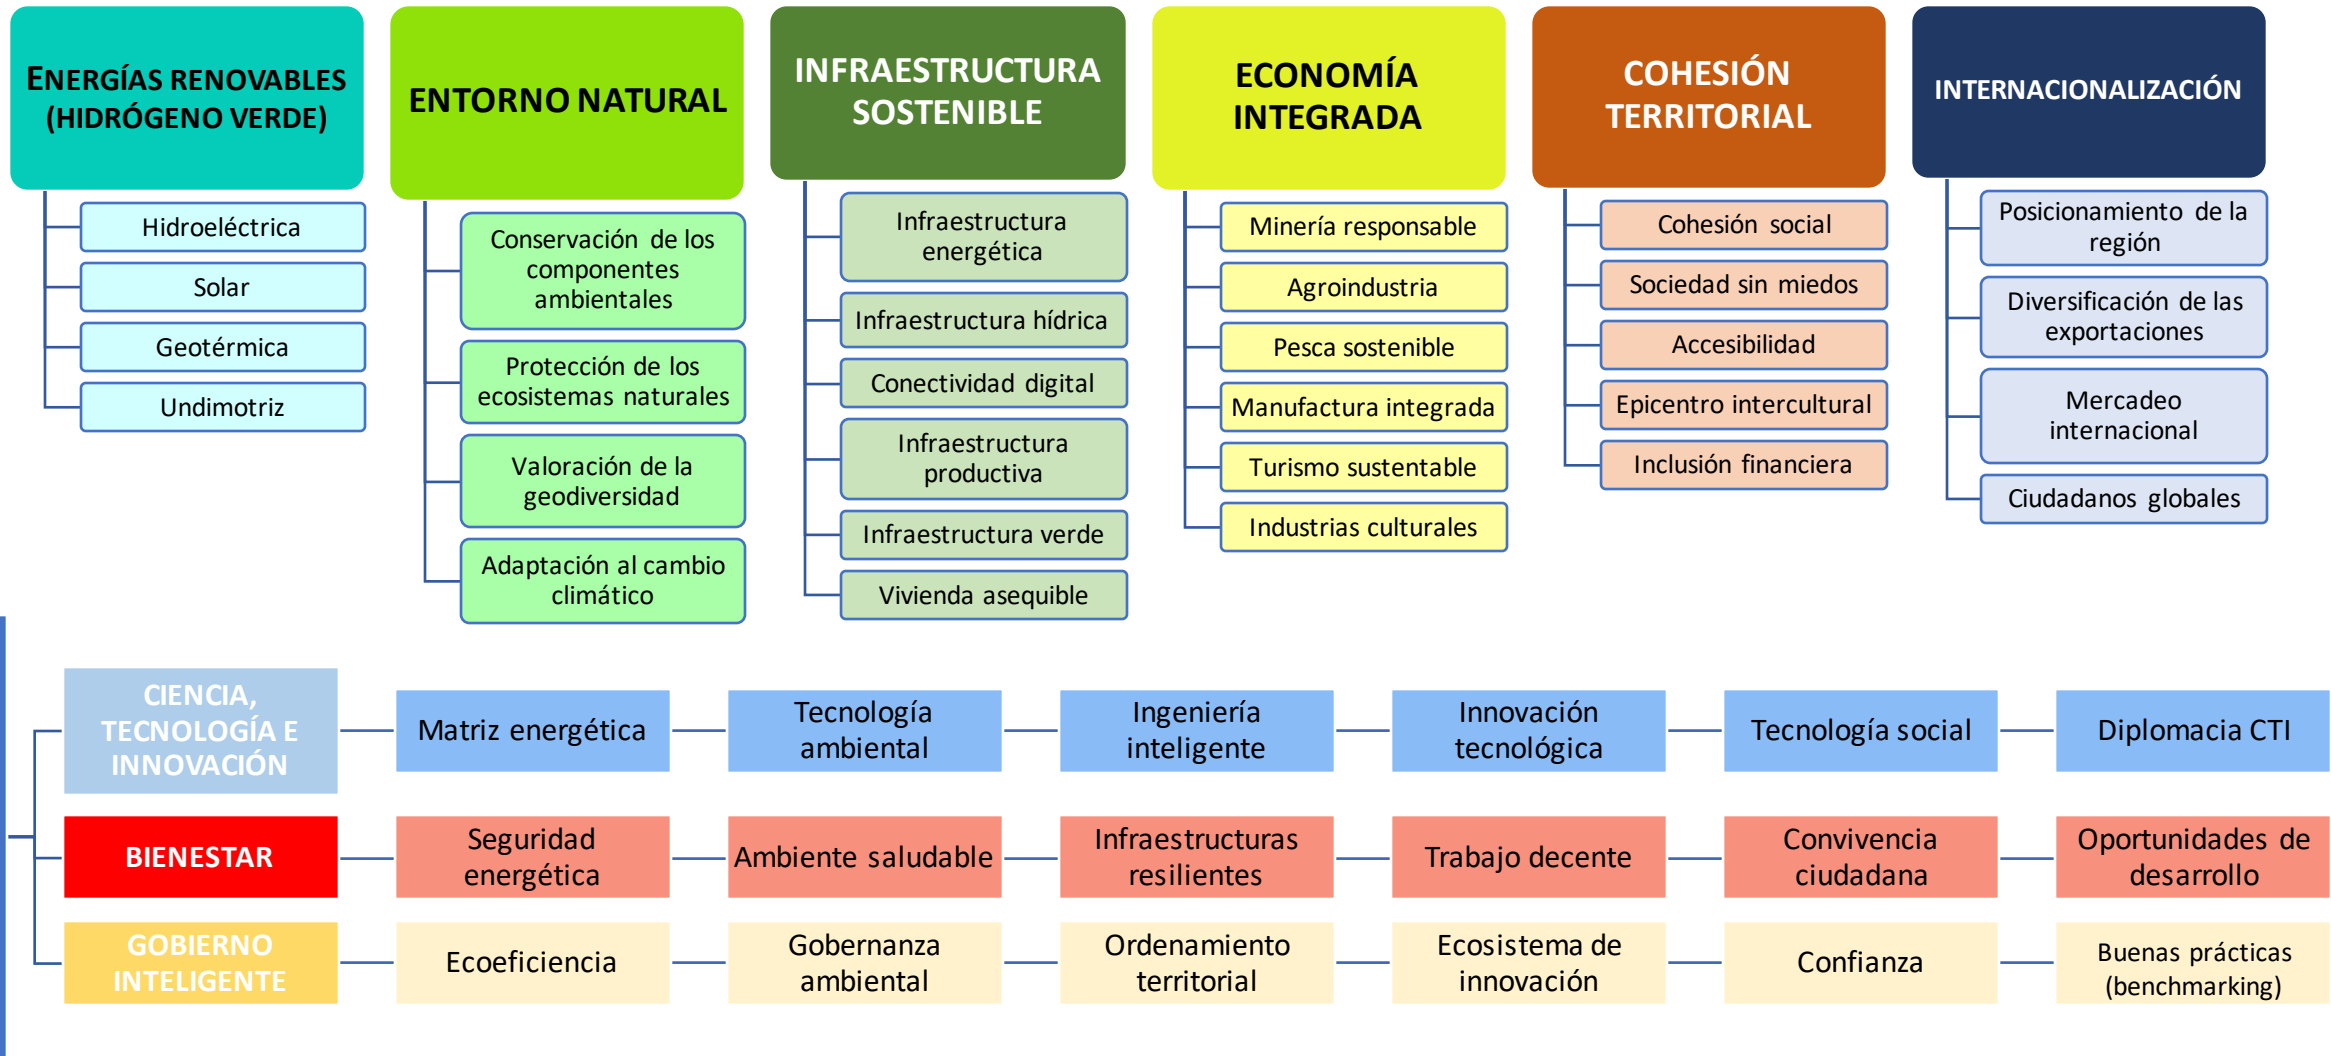 ENERGÍAS RENOVABLES
(HIDRÓGENO VERDE)
Hidroeléctrica
Solar
Geotérmica
Undimotriz
ENTORNO NATURAL
Conservación de los
componentes
ambientales
Protección de los
ecosistemas naturales
Valoración de la
geodiversidad
Adaptación al cambio
climático
INFRAESTRUCTURA
SOSTENIBLE
Infraestructura
energética
Infraestructura hídrica
Conectividad digital
Infraestructura
productiva
Infraestructura verde
Vivienda asequible
ECONOMÍA
INTEGRADA
Minería responsable
Agroindustria
Pesca sostenible
Manufactura integrada
Turismo sustentable
Industrias culturales
COHESIÓN
TERRITORIAL
Cohesión social
Sociedad sin miedos
Accesibilidad
Epicentro intercultural
Inclusión financiera
INTERNACIONALIZACIÓN
Posicionamiento de la
región
Diversificación de las
exportaciones
Mercadeo
internacional
Ciudadanos globales
CIENCIA,
TECNOLOGÍA E
INNOVACIÓN
Matriz energética
Tecnología
ambiental
Ingeniería
inteligente
Innovación
tecnológica
Tecnología social
Diplomacia CTI
BIENESTAR
Seguridad
energética
Ambiente saludable
Infraestructuras
resilientes
Trabajo decente
Convivencia
ciudadana
Oportunidades de
desarrollo
GOBIERNO
INTELIGENTE
Ecoeficiencia
Gobernanza
ambiental
Ordenamiento
territorial
Ecosistema de
innovación
Confianza
Buenas prácticas
(benchmarking)